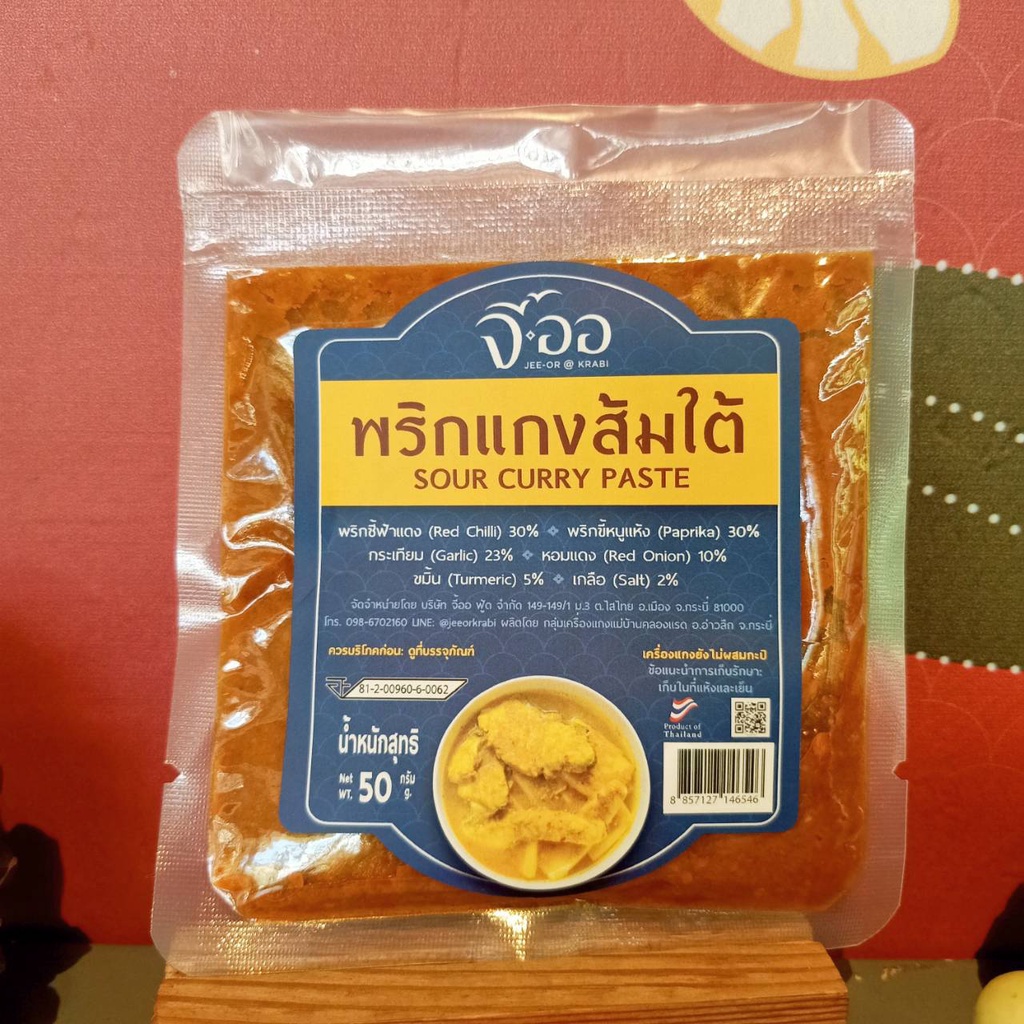 จี้ออ
JEE-OR @ KRABI
พริกแกงส้มใต้
SOUR CURRY PASTE
พริกชี้ฟ้าแดง (Red Chilli) 30% ❖ พริกขี้หนูแห้ง (Paprika) 30%
กระเทียม (Garlic) 23% ❖ หอมแดง (Red Onion) 10%
ขมิ้น (Turmeric) 5% ❖ เกลือ (Salt) 2%
จัดจำหน่ายโดย บริษัท จี้ออ ฟู้ด จำกัด 149-149/1 ม.3 ต.ไสไทย อ.เมือง จ.กระบี่ 81000
โทร. 098-6702160 LINE: @jeeorkrabi ผลิตโดย กลุ่มเครื่องแกงแม่บ้านคลองแรด อ.อ่าวลึก จ.กระบี่
ควรบริโภคก่อน: ดูที่บรรจุภัณฑ์
81-2-00960-6-0062
น้ำหนักสุทธิ
Net WT. 50 กรัม g.
เครื่องแกงยังไม่ผสมกะปิ
ข้อแนะนำการเก็บรักษา:
เก็บในที่แห้งและเย็น
Product of
Thailand
8 857127 146546